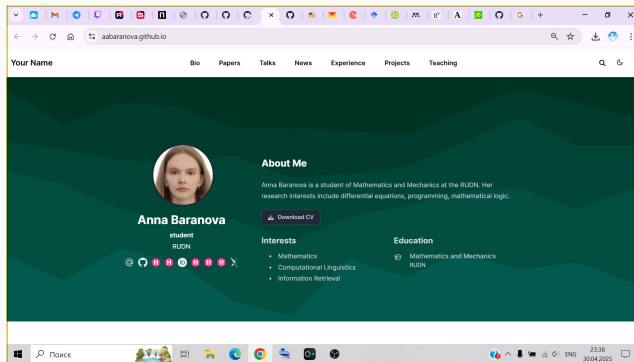 aabaranova.github.io
Your Name
Bio Papers Talks News Experience Projects Teaching
Anna Baranova
student
RUDN
About Me
Anna Baranova is a student of Mathematics and Mechanics at the RUDN. Her
research interests include differential equations, programming, mathematical logic.
Download CV
Interests
Mathematics
Computational Linguistics
Information Retrieval
Education
Mathematics and Mechanics
RUDN
Поиск
ENG
23:38
30.04.2025